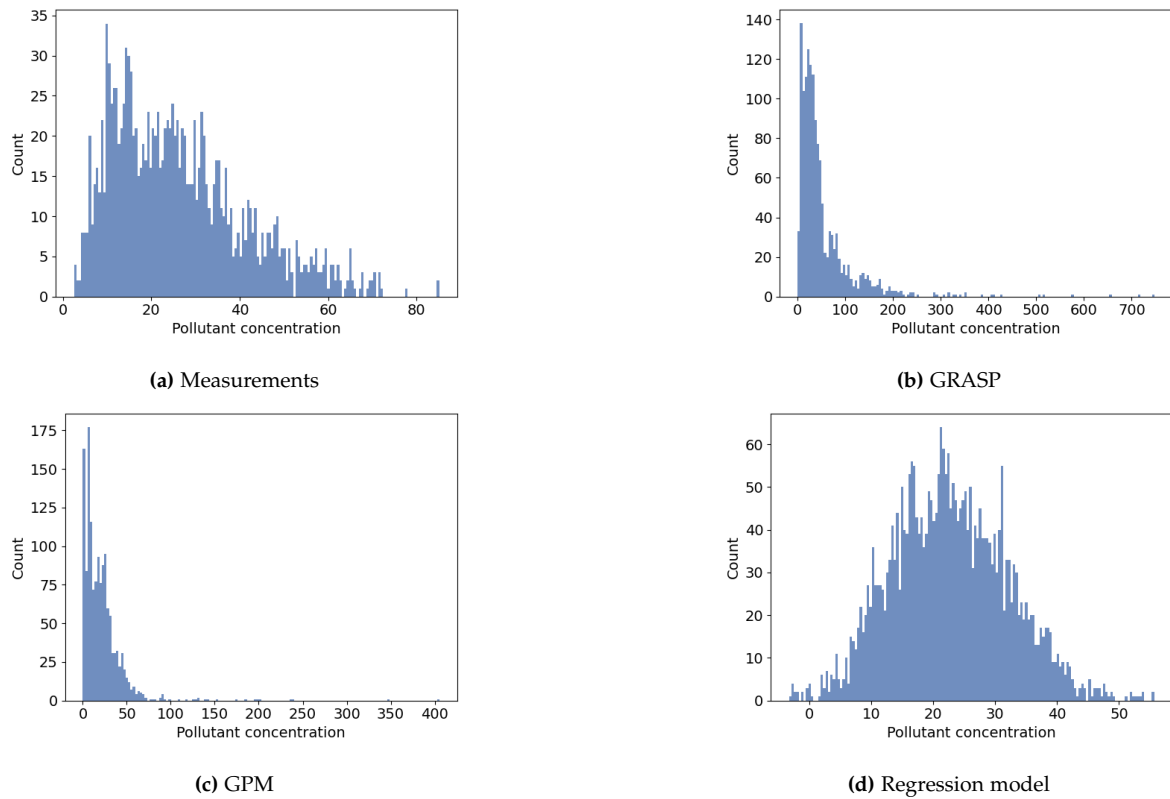 35
30
25
20
15
10
5
0
Count
0 20 40 60 80
Pollutant concentration
(a) Measurements
140
120
100
80
60
40
20
0
Count
0 100 200 300 400 500 600 700
Pollutant concentration
(b) GRASP
175
150
125
100
75
50
25
0
Count
0 50 100 150 200 250 300 350 400
Pollutant concentration
(c) GPM
60
50
40
30
20
10
0
Count
0 10 20 30 40 50
Pollutant concentration
(d) Regression model